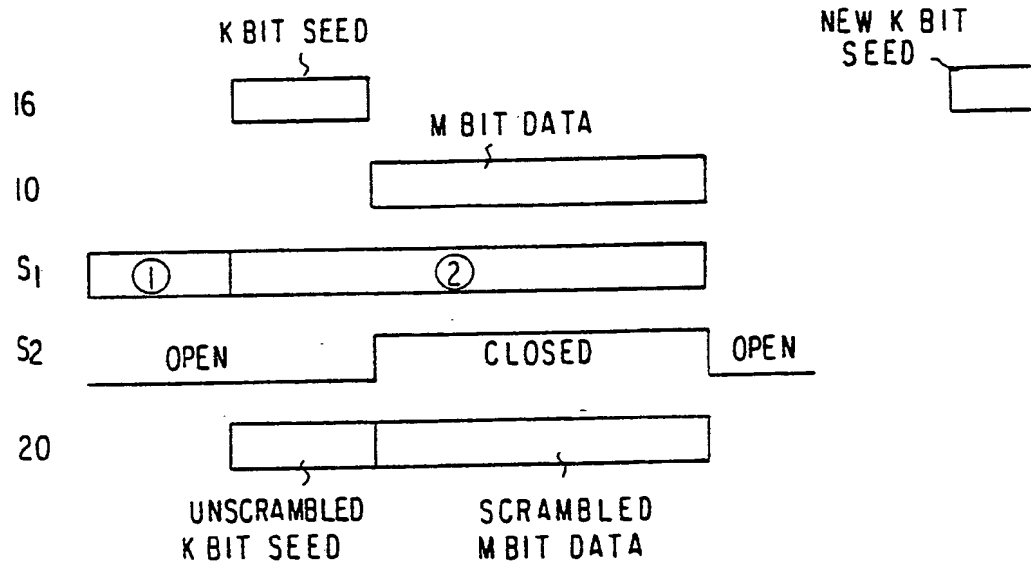 K BIT SEED
NEW K BIT
SEED
16
M BIT DATA
10
S1
1
2
S2
OPEN
CLOSED
OPEN
20
UNSCRAMBLED
K BIT SEED
SCRAMBLED
M BIT DATA